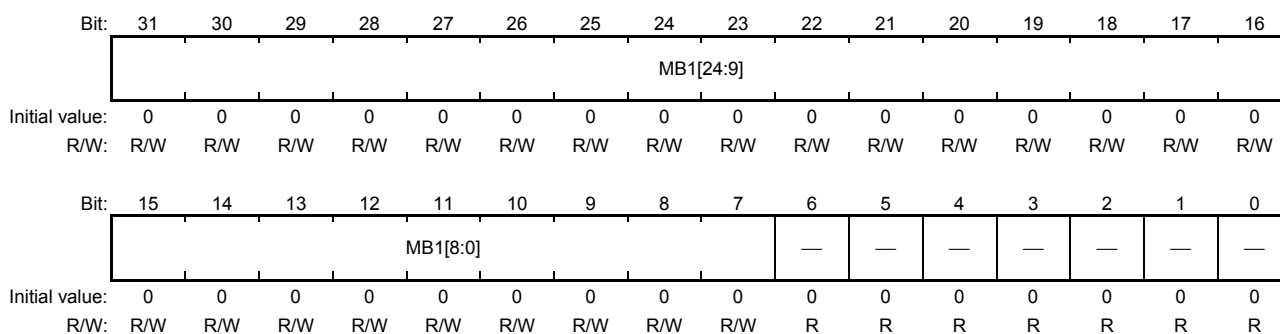 Bit: 31 30 29 28 27 26 25 24 23 22 21 20 19 18 17 16
MB1[24:9]
Initial value: 0 0 0 0 0 0 0 0 0 0 0 0 0 0 0 0
R/W: R/W R/W R/W R/W R/W R/W R/W R/W R/W R/W R/W R/W R/W R/W R/W R/W
Bit: 15 14 13 12 11 10 9 8 7 6 5 4 3 2 1 0
MB1[8:0] — — — — — — —
Initial value: 0 0 0 0 0 0 0 0 0 0 0 0 0 0 0 0
R/W: R/W R/W R/W R/W R/W R/W R/W R/W R/W R R R R R R R